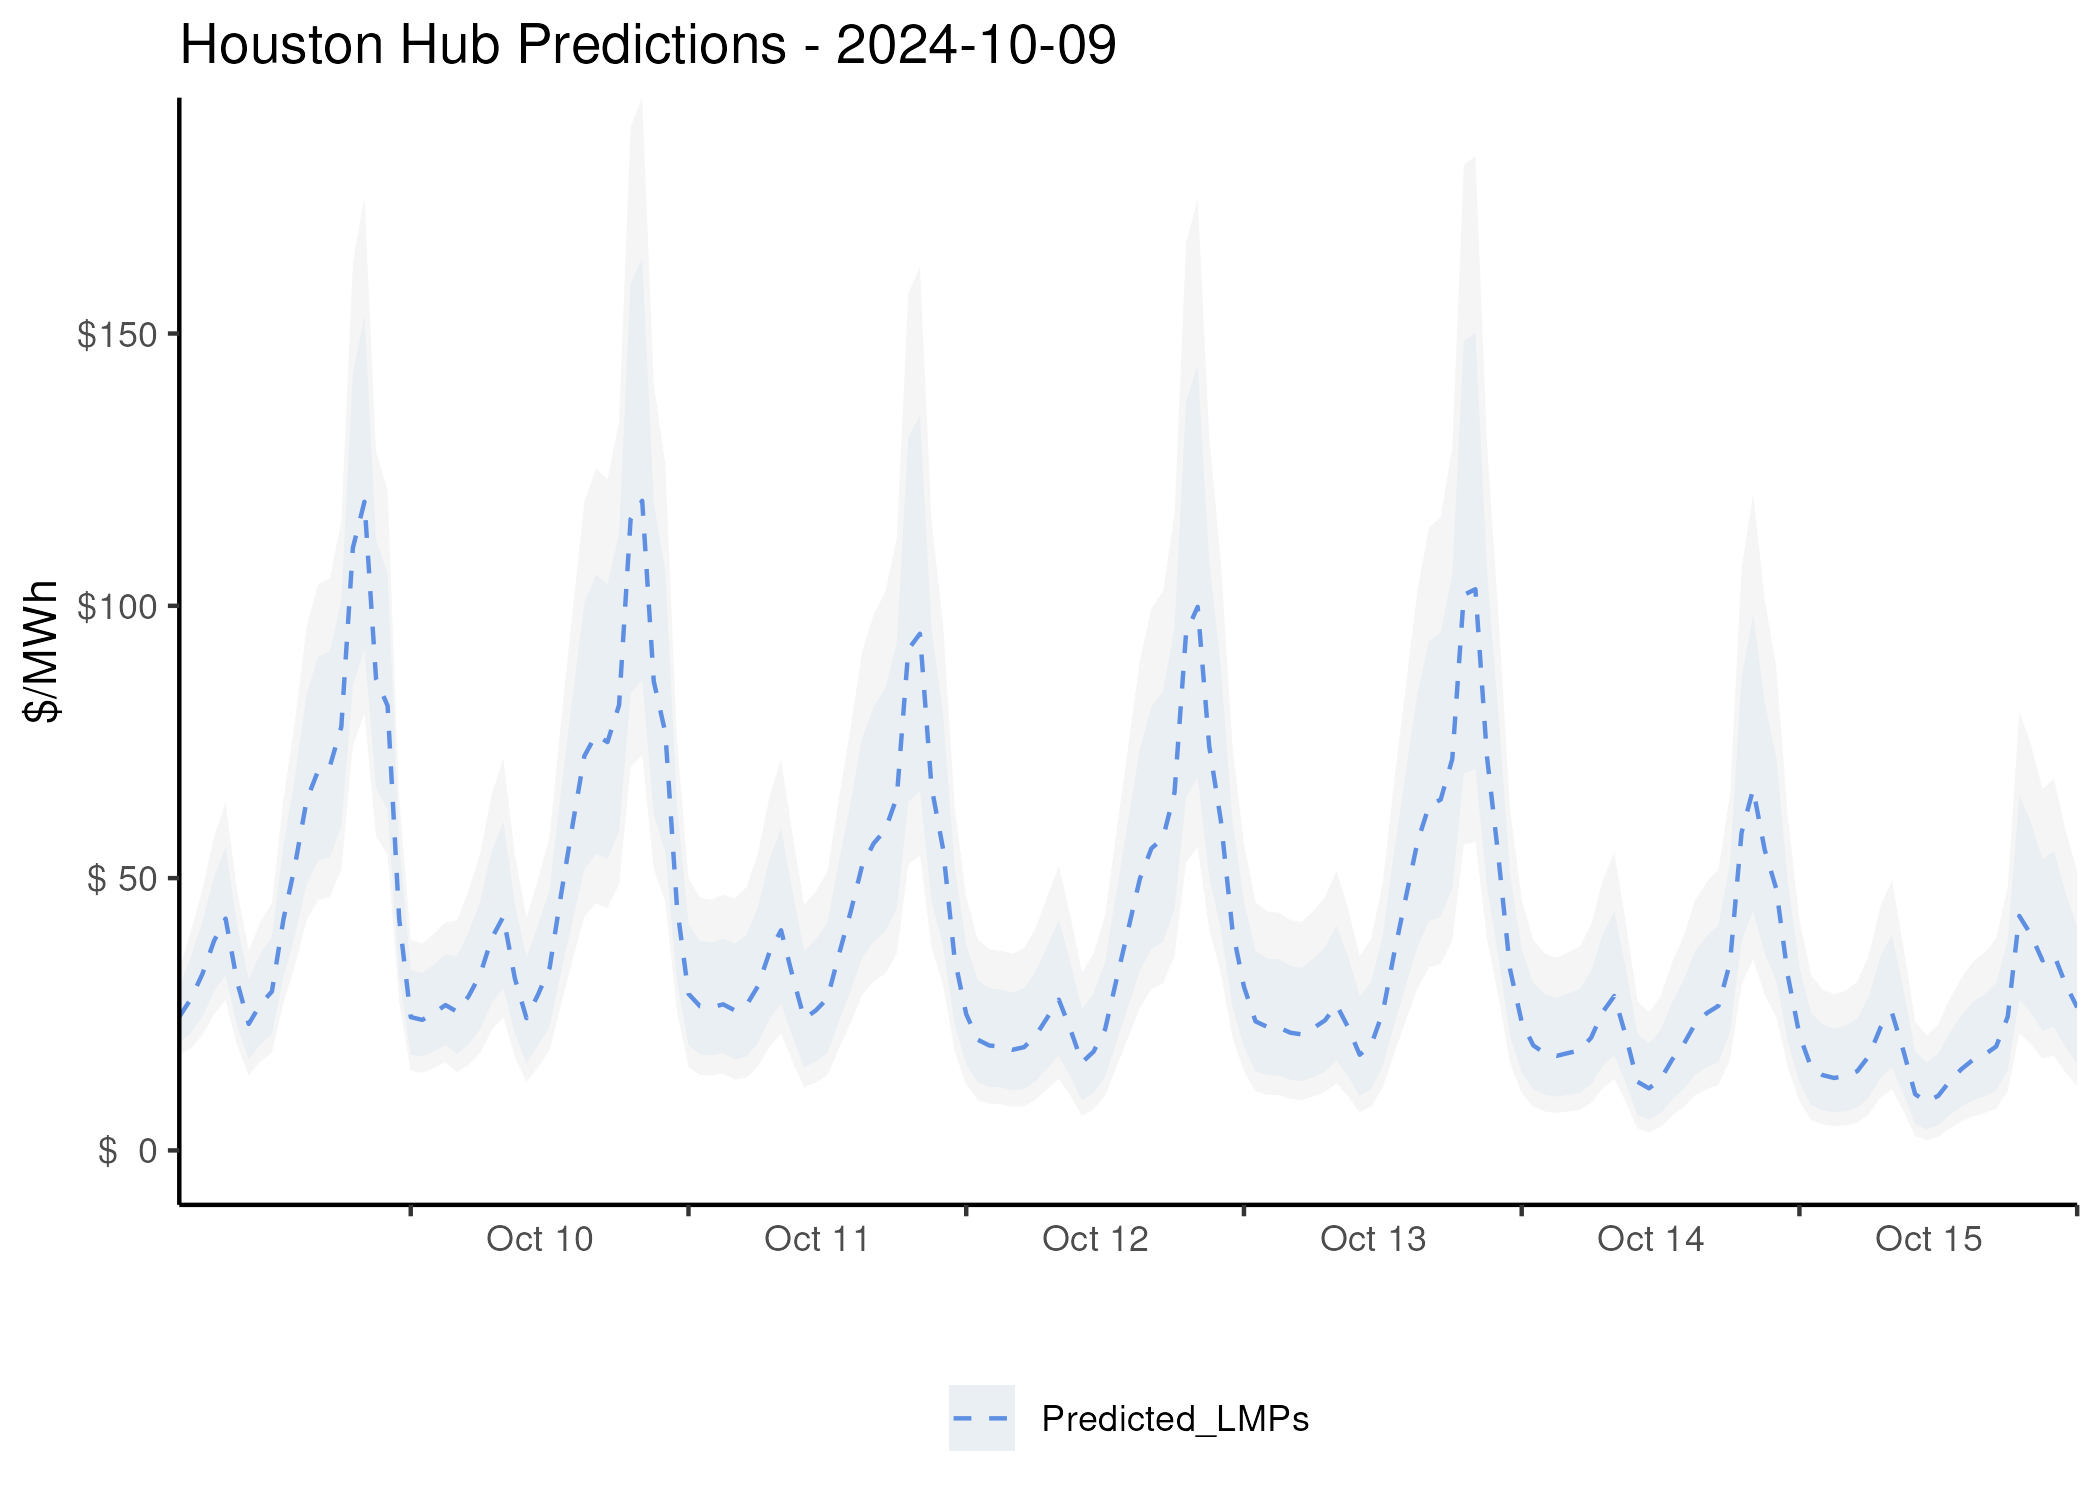 Houston Hub Predictions - 2024-10-09
$/MWh
$150
$100
$ 50
$  0
Oct 10
Oct 11
Oct 12
Oct 13
Oct 14
Oct 15
Predicted_LMPs